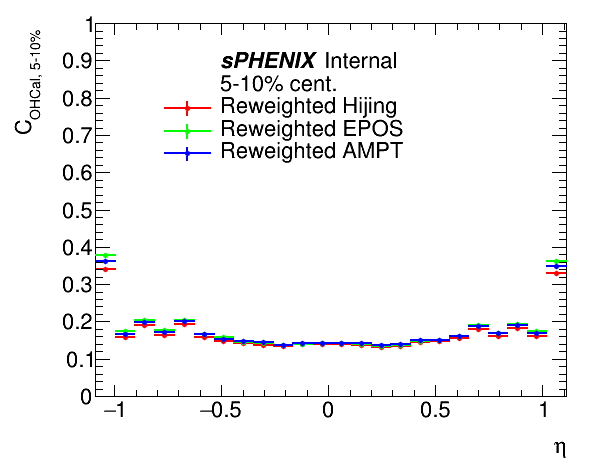 C_OHCal, 5-10%
1
0.9
0.8
0.7
0.6
0.5
0.4
0.3
0.2
0.1
0
sPHENIX Internal
5-10% cent.
Reweighted Hijing
Reweighted EPOS
Reweighted AMPT
−1 −0.5 0 0.5 1
η